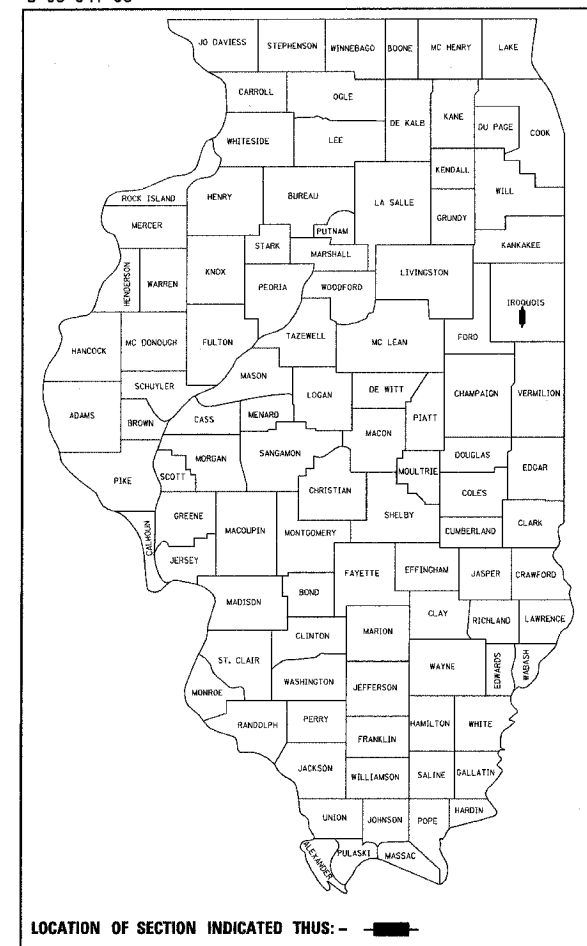 JO DAVIESS STEPHENSON WINNEBAGO BOONE MC HENRY LAKE
CARROLL OGLE DE KALB KANE DU PAGE COOK
WHITESIDE LEE KENDALL WILL
ROCK ISLAND HENRY BUREAU LA SALLE GRUNDY
MERCER PUTNAM KANKAKEE
STARK MARSHALL LIVINGSTON
HENDERSON WARREN KNOX PEORIA WOODFORD IROQUOIS
HANCOCK MC DONOUGH FULTON TAZEWELL MC LEAN FORD
SCHUYLER MASON LOGAN DE WITT CHAMPAIGN VERMILION
ADAMS BROWN CASS MENARD MACON PIATT
PIKE SCOTT MORGAN SANGAMON CHRISTIAN MOULTRIE DOUGLAS EDGAR
COLES
CALHOUN GREENE MACOUPIN MONTGOMERY SHELBY CUMBERLAND CLARK
JERSEY
MADISON BOND FAYETTE EFFINGHAM JASPER CRAWFORD
CLAY RICHLAND LAWRENCE
CLINTON MARION
ST. CLAIR WAYNE EDWARDS WABASH
MONROE WASHINGTON JEFFERSON
RANDOLPH PERRY HAMILTON WHITE
FRANKLIN
JACKSON WILLIAMSON SALINE GALLATIN
UNION JOHNSON POPE HARDIN
ALEXANDER PULASKI MASSAC
LOCATION OF SECTION INDICATED THUS: -